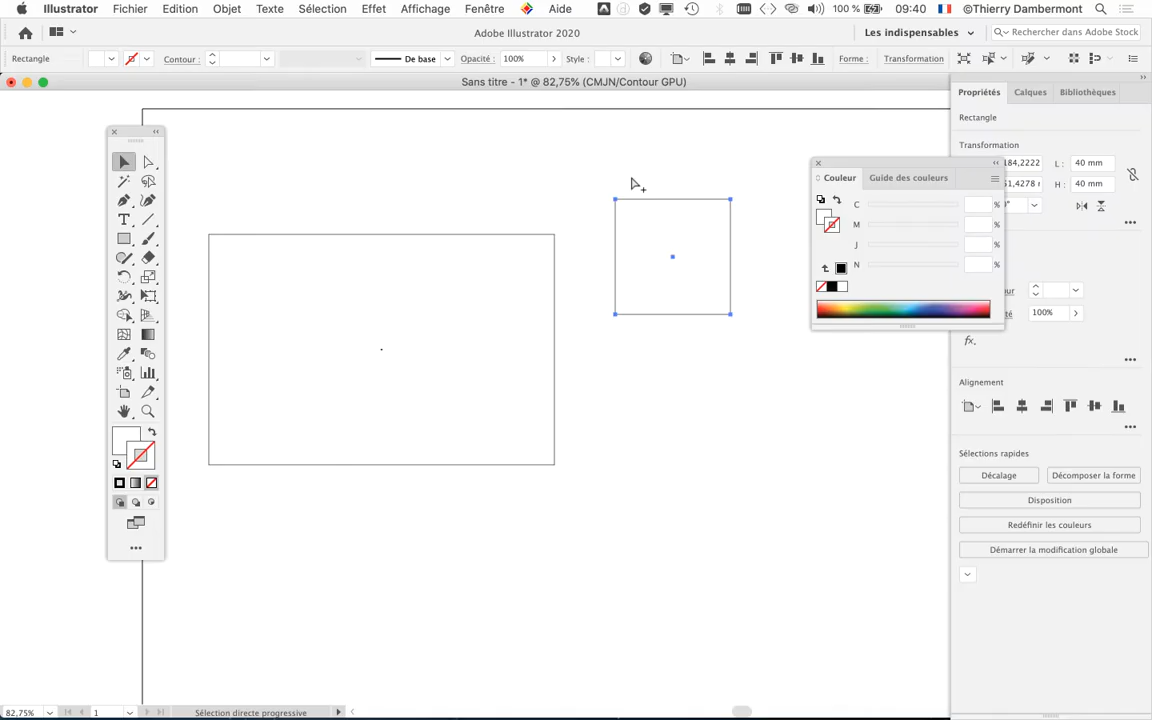 Illustrator Fichier Edition Objet Texte Sélection Effet Affichage Fenêtre Aide 100 % 09:40 ©Thierry Dambermont
Adobe Illustrator 2020 Les indispensables Rechercher dans Adobe Stock
Rectangle Contour : De base Opacité : 100% Style : Forme : Transformation
Sans titre - 1* @ 82,75% (CMJN/Contour GPU)
Propriétés Calques Bibliothèques
Rectangle
Transformation
184,2222 L : 40 mm
51,4278 H : 40 mm
Couleur Guide des couleurs
C %
M %
J %
N %
100%
fx.
Alignement
Sélections rapides
Décalage Décomposer la forme
Disposition
Redéfinir les couleurs
Démarrer la modification globale
82,75% 1 Sélection directe progressive